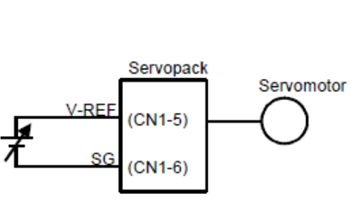 Servopack
Servomotor
V-REF
(CN1-5)
SG
(CN1-6)